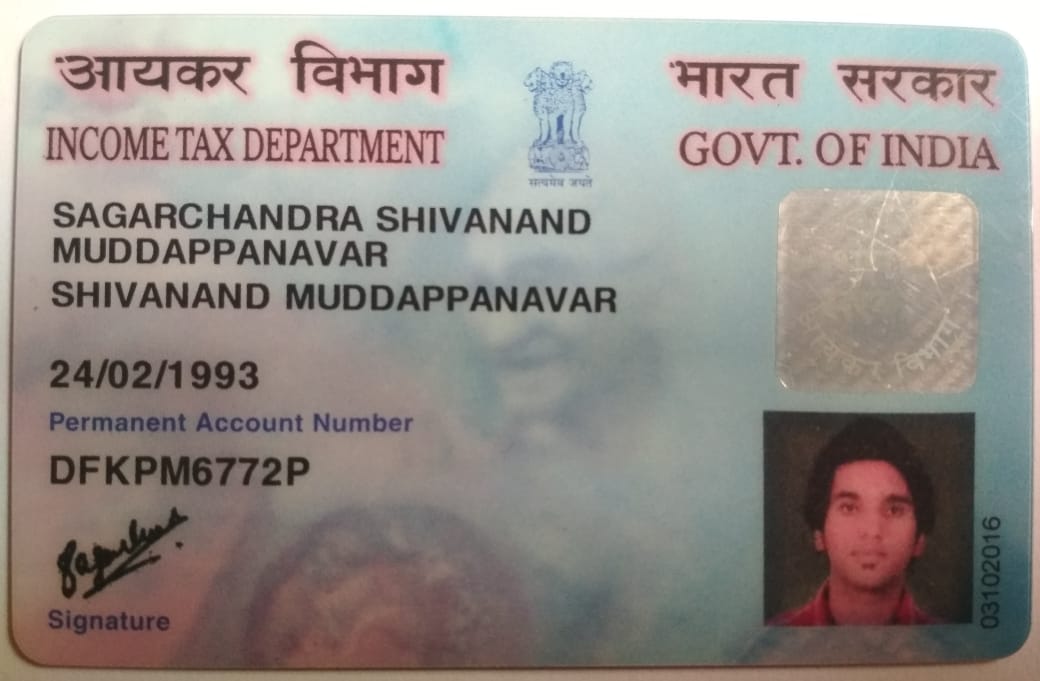 आयकर विभाग
भारत सरकार
INCOME TAX DEPARTMENT
GOVT. OF INDIA
सत्यमेव जयते
SAGARCHANDRA SHIVANAND
MUDDAPPANAVAR
SHIVANAND MUDDAPPANAVAR
24/02/1993
Permanent Account Number
DFKPM6772P
Signature
आयकर विभाग
03102016